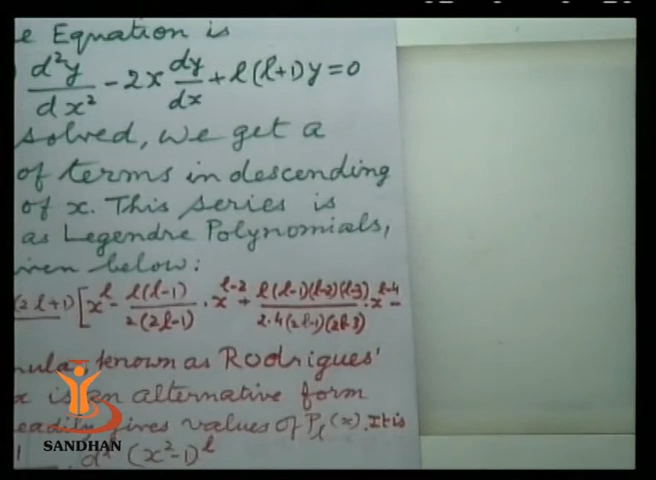 e Equation is
d²y/dx² - 2x dy/dx + l(l+1)y = 0
solved, we get a
of terms in descending
of x. This series is
as Legendre Polynomials,
iven below:
(2l+1) [x^l - l(l-1)/2(2l-1) . x^l-2 + l(l-1)(l-2)(l-3)/2.4(2l-1)(2l-3) . x^l-4 -
mula, known as Rodrigues'
x is an alternative form
eadily gives values of P_l(x). It is
d^l (x²-1)^l
SANDHAN